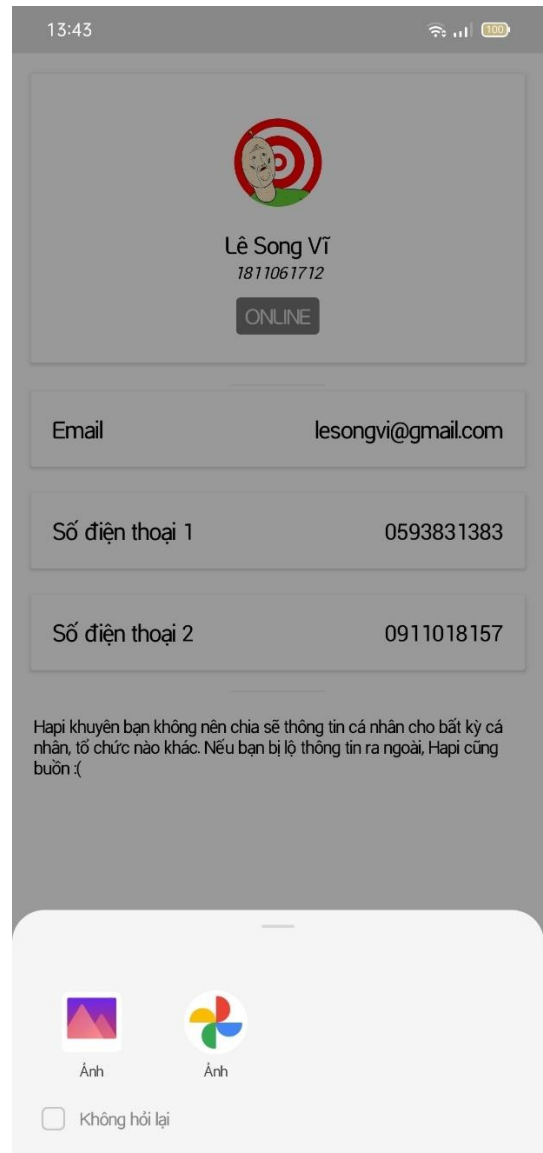 13:43
100
Lê Song Vĩ
1811061712
ONLINE
Email lesongvi@gmail.com
Số điện thoại 1 0593831383
Số điện thoại 2 0911018157
Hapi khuyên bạn không nên chia sẽ thông tin cá nhân cho bất kỳ cá
nhân, tổ chức nào khác. Nếu bạn bị lộ thông tin ra ngoài, Hapi cũng
buồn :(
Ảnh Ảnh
Không hỏi lại